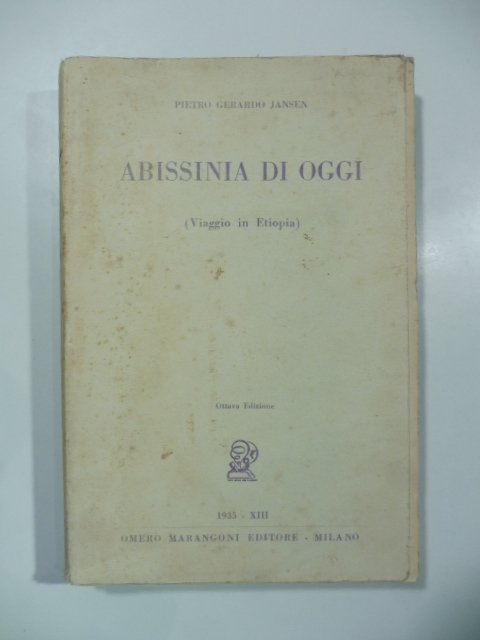 PIETRO GERARDO JANSEN
ABISSINIA DI OGGI
(Viaggio in Etiopia)
Ottava Edizione
1935 - XIII
OMERO MARANGONI EDITORE - MILANO